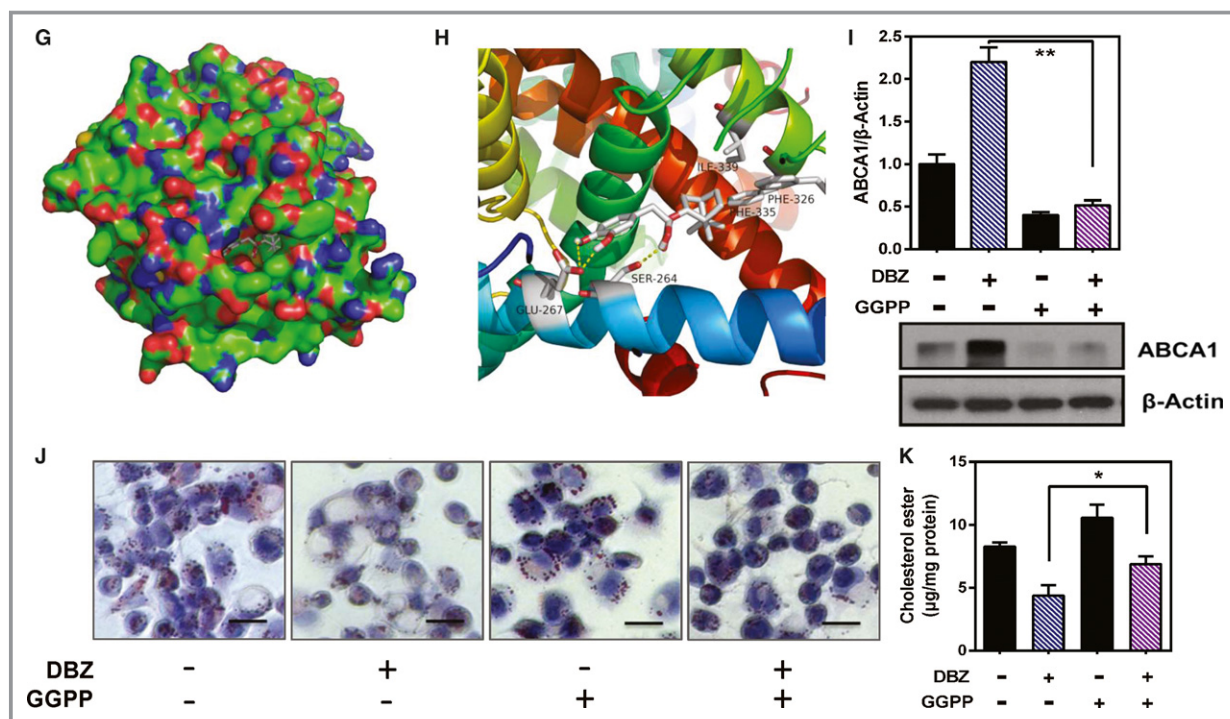 G
H
ILE-339
PHE-326
PHE-335
SER-264
GLU-267
I
ABCA1/β-Actin
2.5
2.0
1.5
1.0
0.5
0.0
**
DBZ - + - +
GGPP - - + +
ABCA1
β-Actin
J
DBZ - + - +
GGPP - - + +
K
Cholesterol ester
(μg/mg protein)
15
10
5
0
*
DBZ - + - +
GGPP - - + +